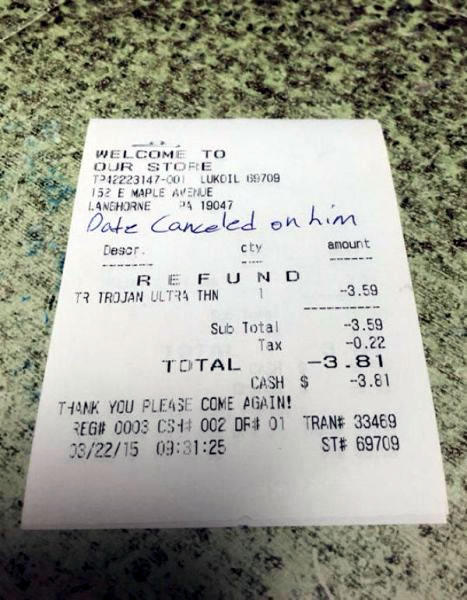 WELCOME TO
OUR STORE
TP42223147-001 LUKOIL 69709
152 E MAPLE AVENUE
LANGHORNE PA 19047
Date Canceled on him
Descr. qty amount
REFUND
TR TROJAN ULTRA THN 1 -3.59
Sub Total -3.59
Tax -0.22
TOTAL -3.81
CASH $ -3.81
THANK YOU PLEASE COME AGAIN!
REG# 0003 CSH# 002 DR# 01 TRAN# 33469
03/22/15 09:31:25 ST# 69709